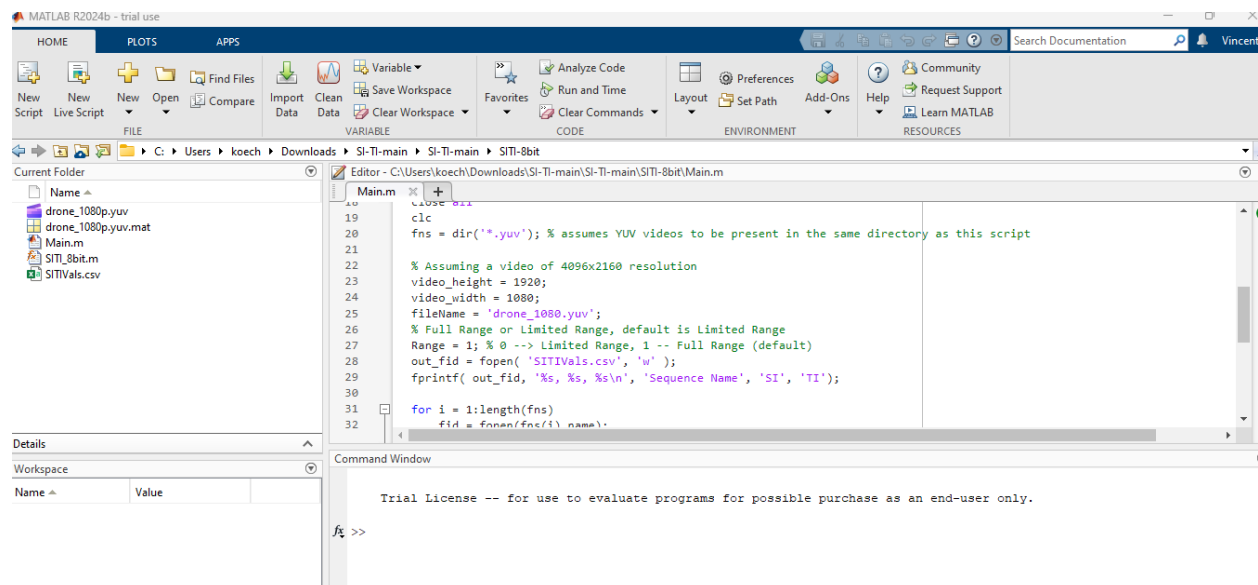 MATLAB R2024b - trial use
HOME PLOTS APPS Search Documentation Vincent
New Script
New Live Script
New
Open
Find Files
Compare
Import Data
Clean Data
Variable
Save Workspace
Clear Workspace
Favorites
Analyze Code
Run and Time
Clear Commands
Layout
Preferences
Set Path
Add-Ons
Help
Community
Request Support
Learn MATLAB
FILE VARIABLE CODE ENVIRONMENT RESOURCES
C: Users koech Downloads SI-TI-main SI-TI-main SITI-8bit
Current Folder
Name
drone_1080p.yuv
drone_1080p.yuv.mat
Main.m
SITI_8bit.m
SITIVals.csv
Details
Workspace
Name Value
Editor - C:\Users\koech\Downloads\SI-TI-main\SI-TI-main\SITI-8bit\Main.m
Main.m
18 close all
19 clc
20 fns = dir('*.yuv'); % assumes YUV videos to be present in the same directory as this script
21
22 % Assuming a video of 4096x2160 resolution
23 video_height = 1920;
24 video_width = 1080;
25 fileName = 'drone_1080.yuv';
26 % Full Range or Limited Range, default is Limited Range
27 Range = 1; % 0 --> Limited Range, 1 -- Full Range (default)
28 out_fid = fopen( 'SITIVals.csv', 'w' );
29 fprintf( out_fid, '%s, %s, %s\n', 'Sequence Name', 'SI', 'TI');
30
31 for i = 1:length(fns)
32 fid = fopen(fns(i).name);
Command Window
Trial License -- for use to evaluate programs for possible purchase as an end-user only.
fx >>